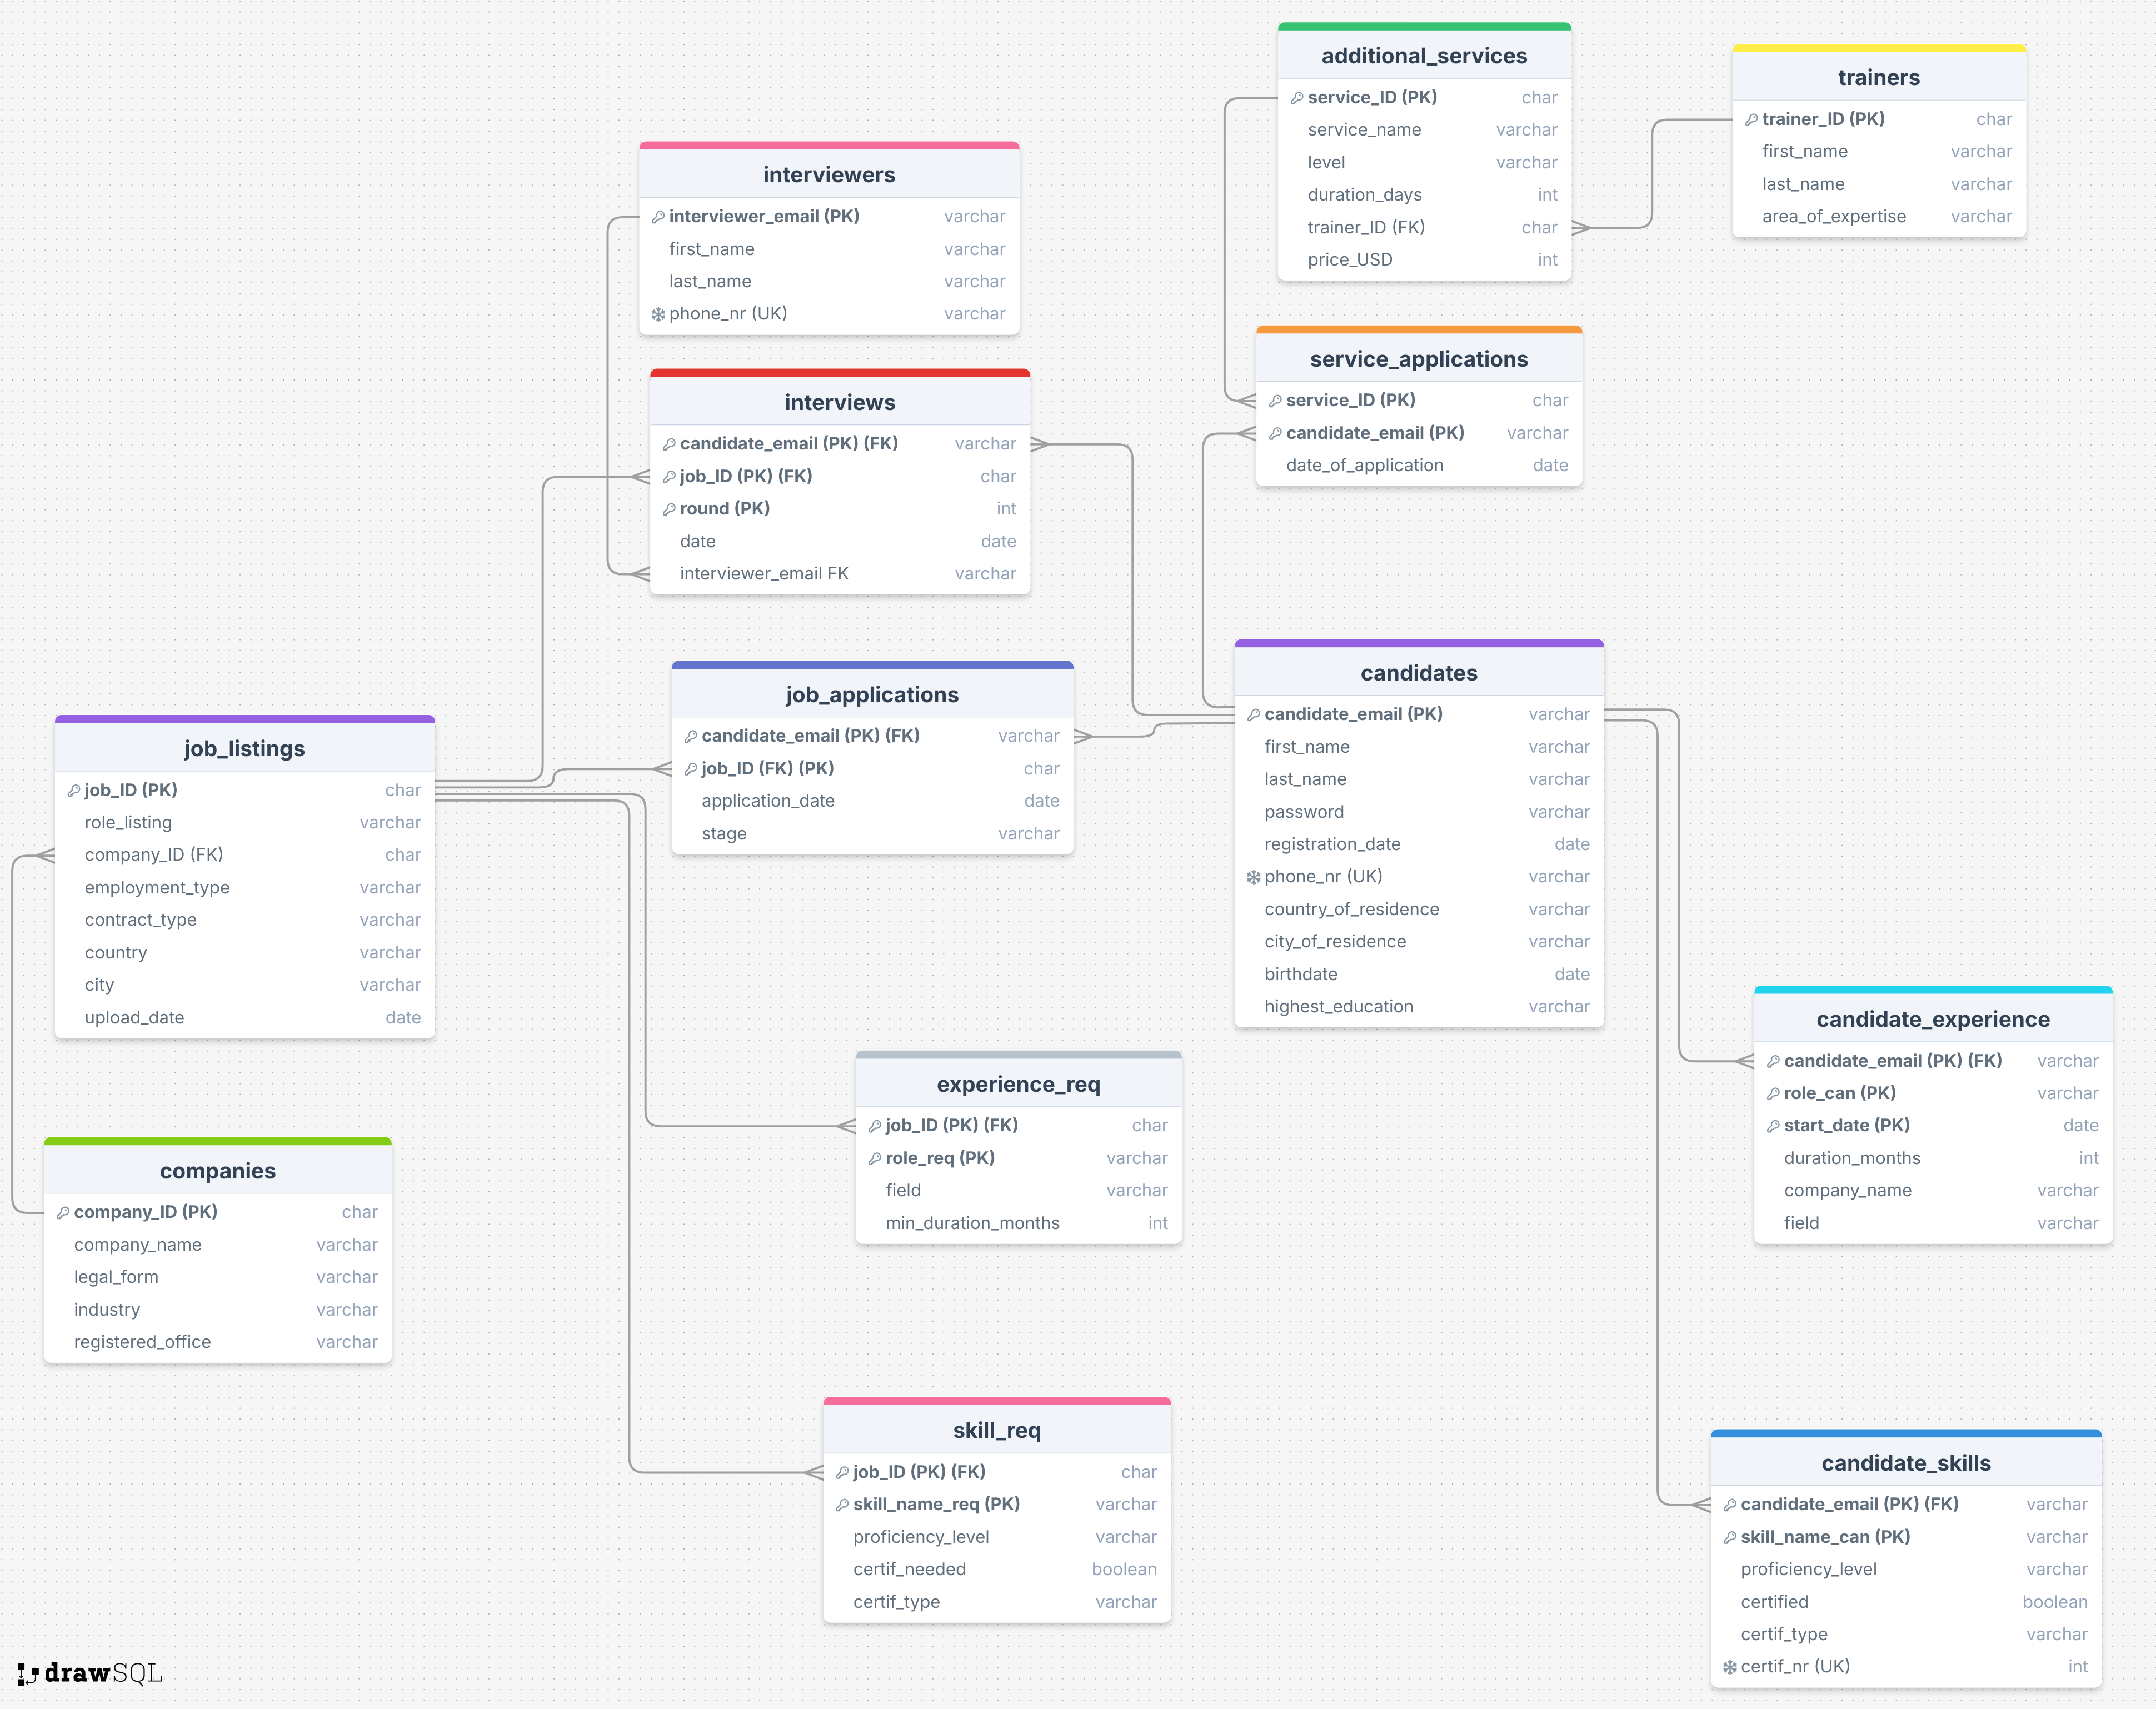 additional_services
service_ID (PK) char
service_name varchar
level varchar
duration_days int
trainer_ID (FK) char
price_USD int
trainers
trainer_ID (PK) char
first_name varchar
last_name varchar
area_of_expertise varchar
interviewers
interviewer_email (PK) varchar
first_name varchar
last_name varchar
phone_nr (UK) varchar
service_applications
service_ID (PK) char
candidate_email (PK) varchar
date_of_application date
interviews
candidate_email (PK) (FK) varchar
job_ID (PK) (FK) char
round (PK) int
date date
interviewer_email FK varchar
job_applications
candidate_email (PK) (FK) varchar
job_ID (FK) (PK) char
application_date date
stage varchar
candidates
candidate_email (PK) varchar
first_name varchar
last_name varchar
password varchar
registration_date date
phone_nr (UK) varchar
country_of_residence varchar
city_of_residence varchar
birthdate date
highest_education varchar
job_listings
job_ID (PK) char
role_listing varchar
company_ID (FK) char
employment_type varchar
contract_type varchar
country varchar
city varchar
upload_date date
candidate_experience
candidate_email (PK) (FK) varchar
role_can (PK) varchar
start_date (PK) date
duration_months int
company_name varchar
field varchar
experience_req
job_ID (PK) (FK) char
role_req (PK) varchar
field varchar
min_duration_months int
companies
company_ID (PK) char
company_name varchar
legal_form varchar
industry varchar
registered_office varchar
skill_req
job_ID (PK) (FK) char
skill_name_req (PK) varchar
proficiency_level varchar
certif_needed boolean
certif_type varchar
candidate_skills
candidate_email (PK) (FK) varchar
skill_name_can (PK) varchar
proficiency_level varchar
certified boolean
certif_type varchar
certif_nr (UK) int
drawSQL